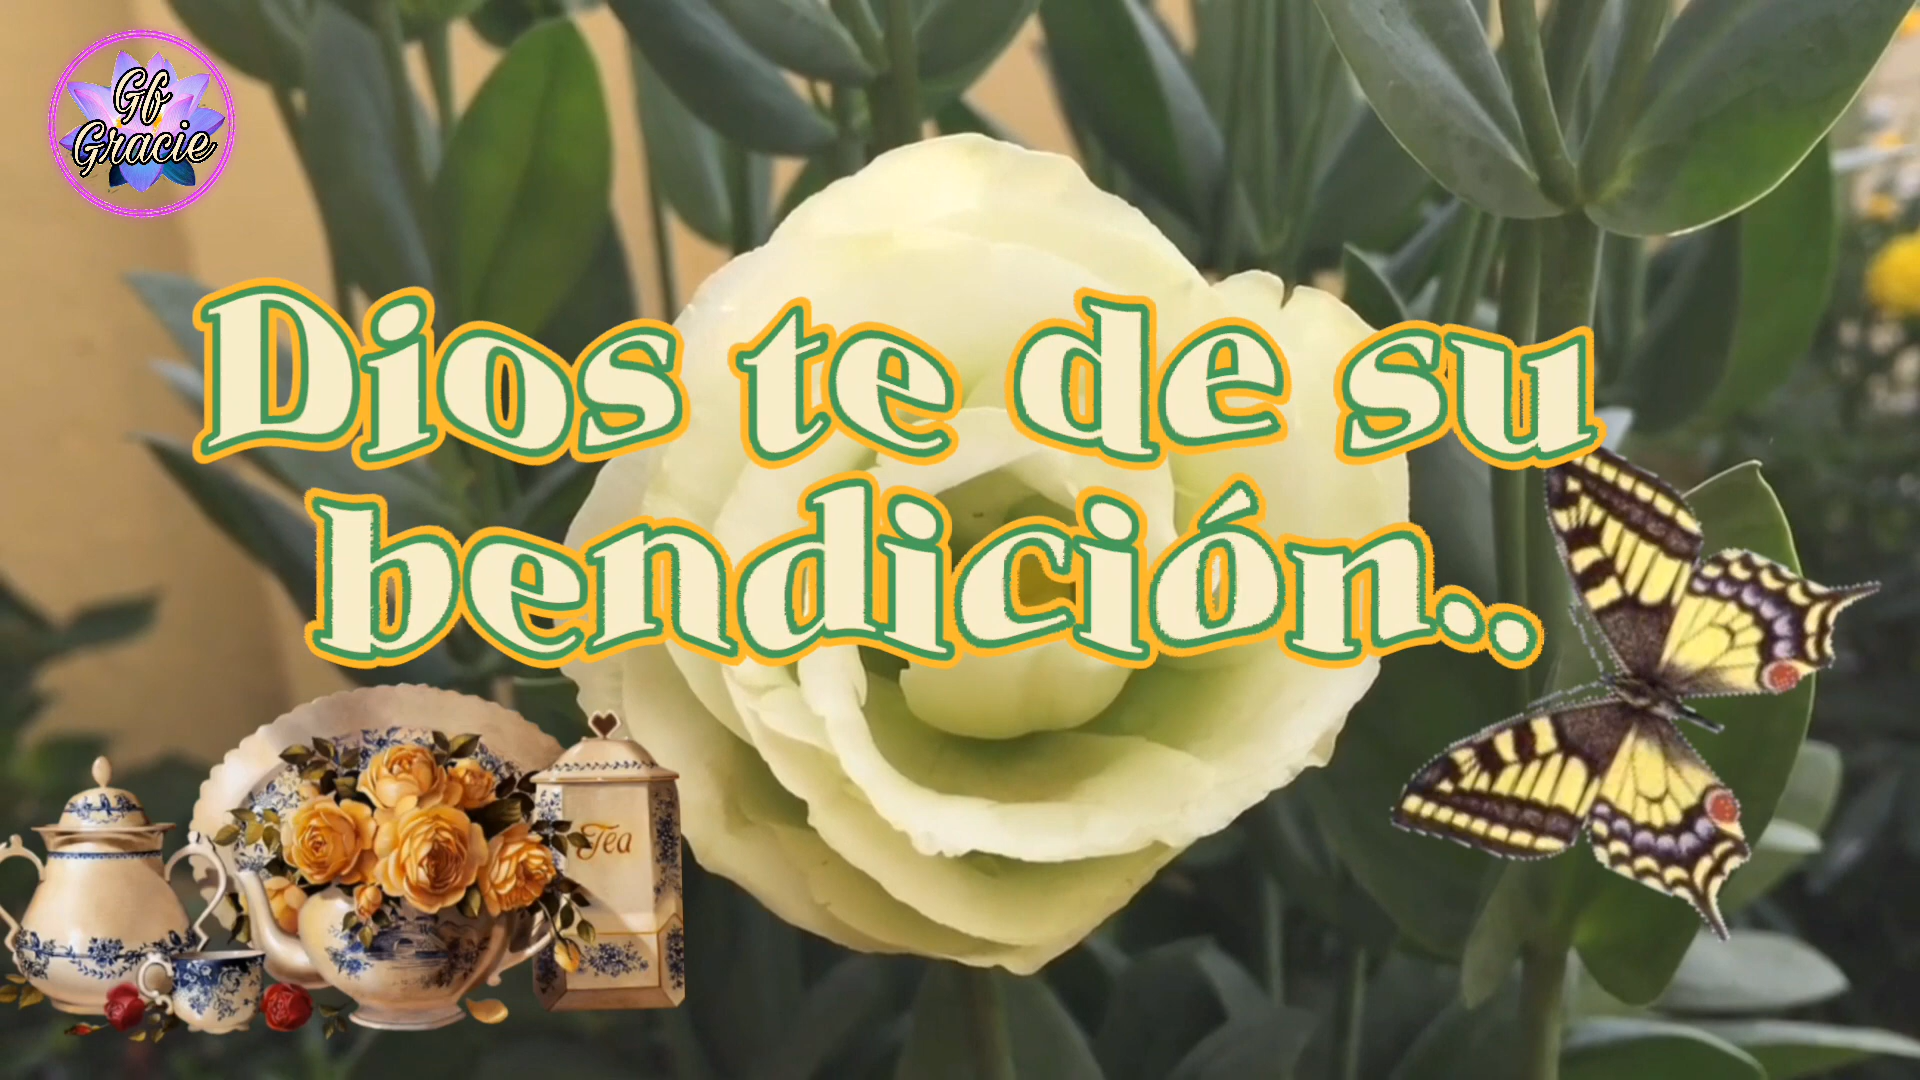 Gf
Gracie
Dios te de su
bendición..
Tea